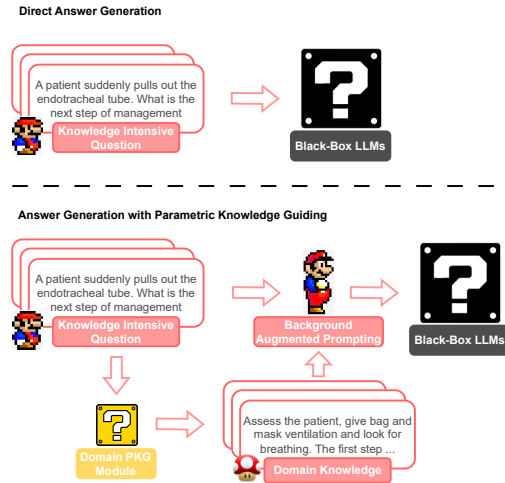 Direct Answer Generation
A patient suddenly pulls out the
endotracheal tube. What is the
next step of management
Knowledge Intensive
Question
?
Black-Box LLMs
Answer Generation with Parametric Knowledge Guiding
A patient suddenly pulls out the
endotracheal tube. What is the
next step of management
Knowledge Intensive
Question
Background
Augmented Prompting
?
Black-Box LLMs
?
Domain PKG
Module
Assess the patient, give bag and
mask ventilation and look for
breathing. The first step ...
Domain Knowledge